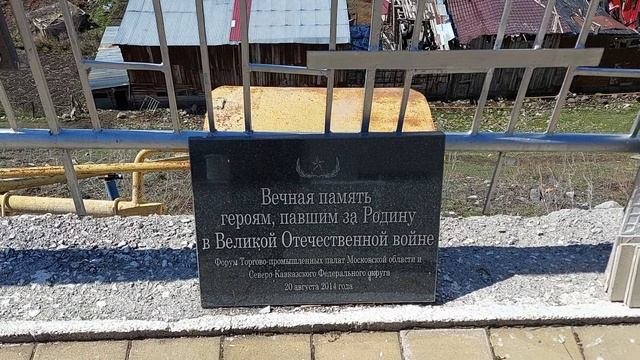 Вечная память
героям, павшим за Родину
в Великой Отечественной войне
Форум Торгово-промышленных палат Московской области и
Северо-Кавказского Федерального округа
20 августа 2014 года